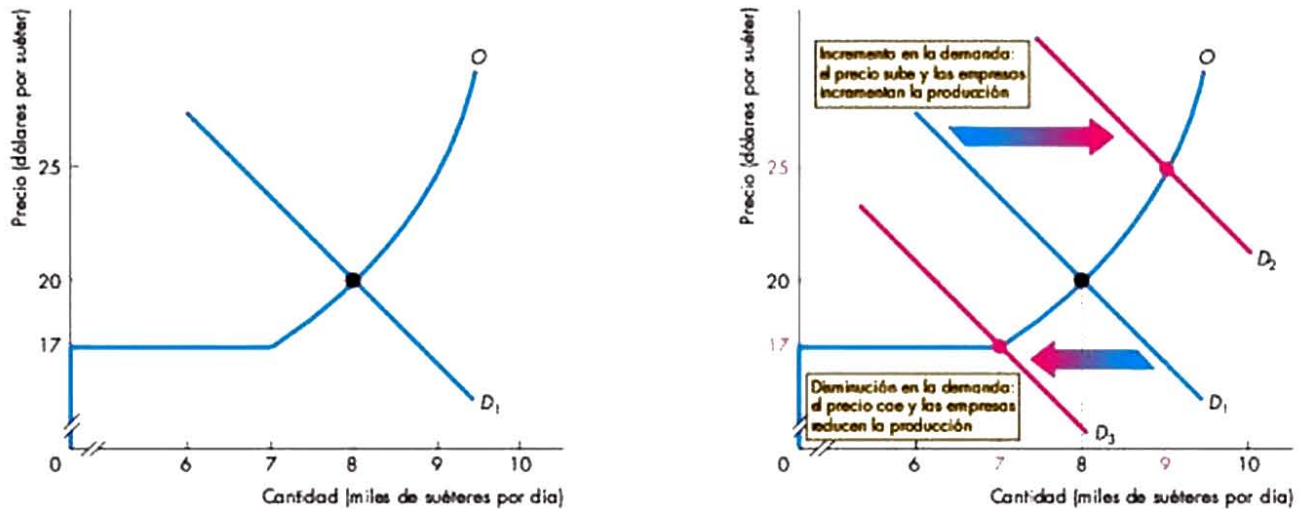 Precio (dólares por suéter)
O
25
20
17
D1
0
6
7
8
9
10
Cantidad (miles de suéteres por día)
Precio (dólares por suéter)
Incremento en la demanda:
el precio sube y las empresas
incrementan la producción
O
25
D2
20
17
Disminución en la demanda:
el precio cae y las empresas
reducen la producción
D1
D3
0
6
7
8
9
10
Cantidad (miles de suéteres por día)